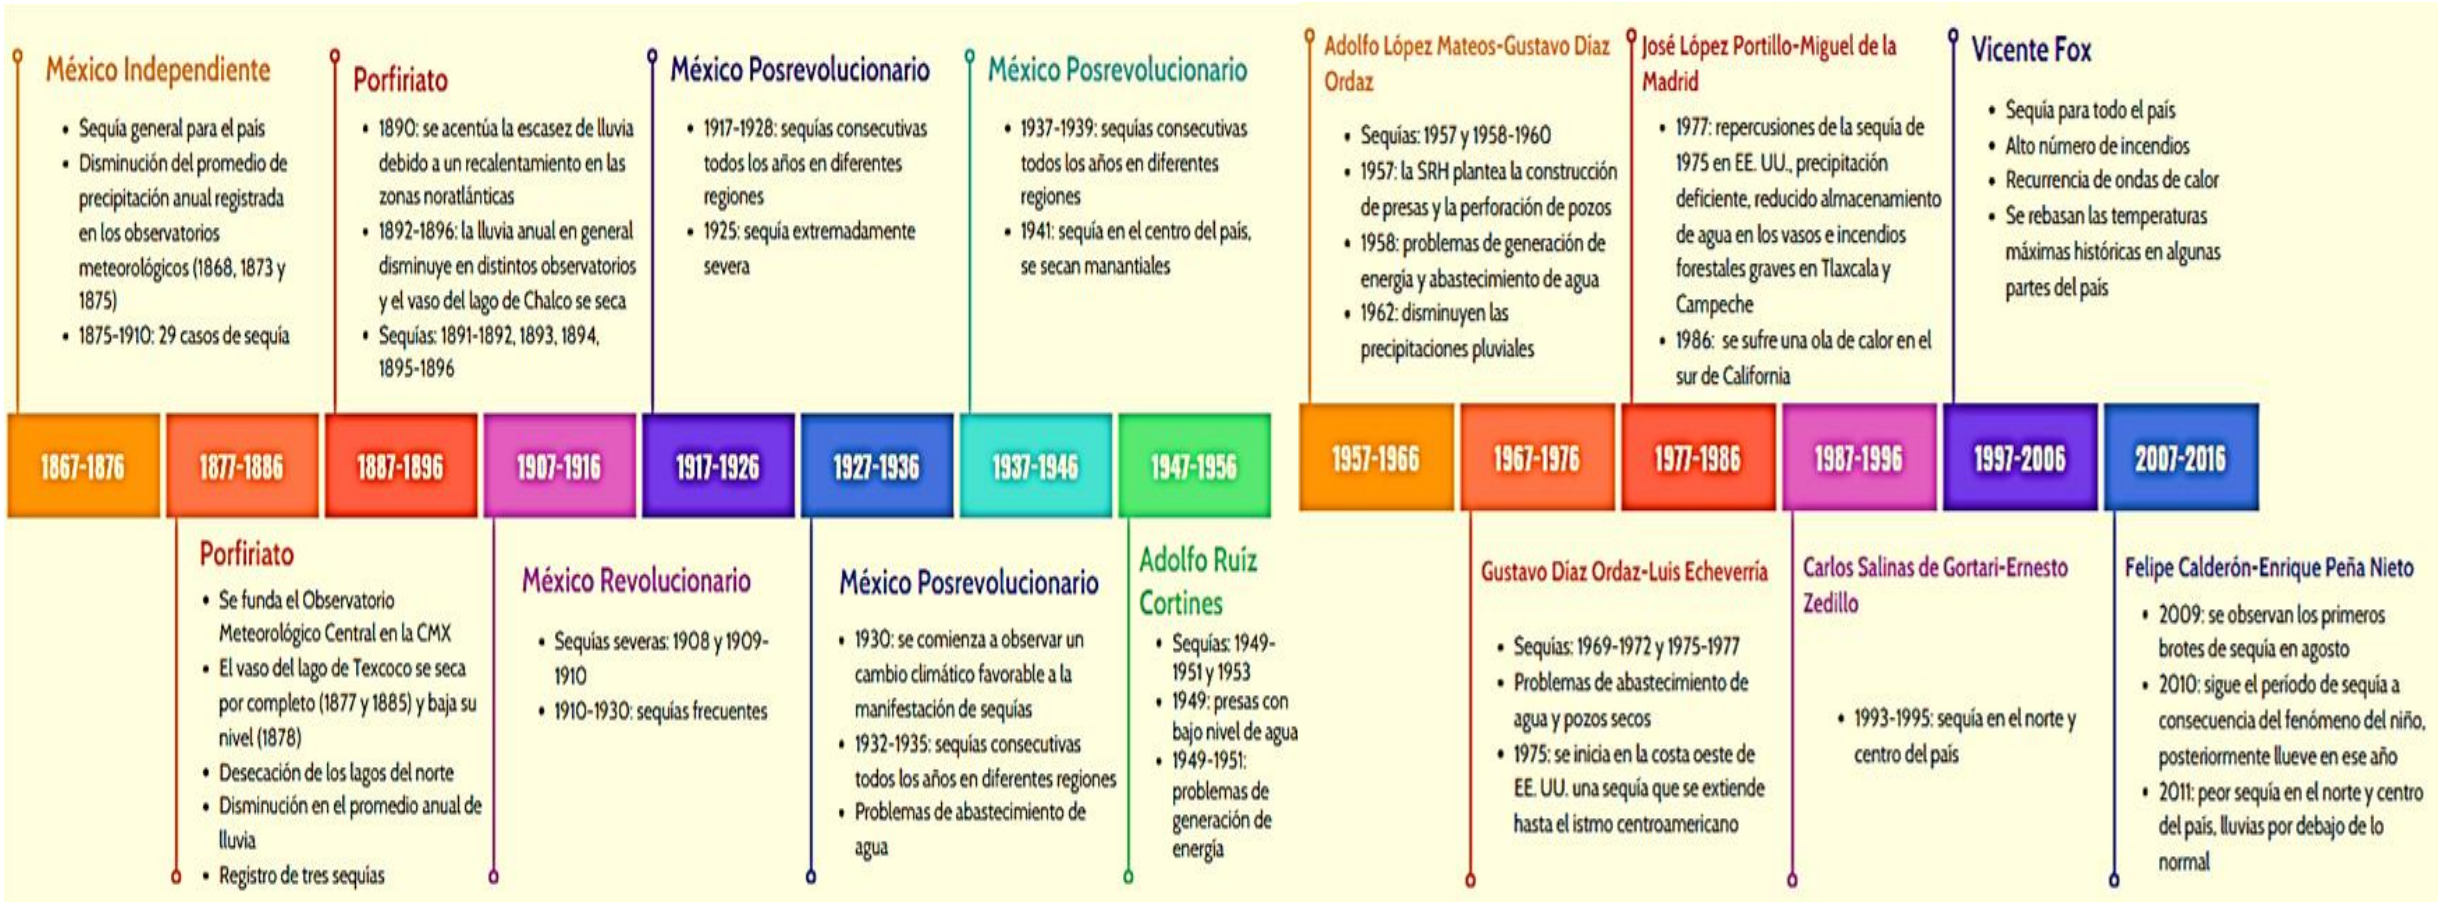 México Independiente
• Sequía general para el país
• Disminución del promedio de
precipitación anual registrada
en los observatorios
meteorológicos (1868, 1873 y
1875)
• 1875-1910: 29 casos de sequía
Porfiriato
• 1890: se acentúa la escasez de lluvia
debido a un recalentamiento en las
zonas noratlánticas
• 1892-1896: la lluvia anual en general
disminuye en distintos observatorios
y el vaso del lago de Chalco se seca
• Sequías: 1891-1892, 1893, 1894,
1895-1896
México Posrevolucionario
• 1917-1928: sequías consecutivas
todos los años en diferentes
regiones
• 1925: sequía extremadamente
severa
México Posrevolucionario
• 1937-1939: sequías consecutivas
todos los años en diferentes
regiones
• 1941: sequía en el centro del país,
se secan manantiales
Adolfo López Mateos-Gustavo Díaz
Ordaz
• Sequías: 1957 y 1958-1960
• 1957: la SRH plantea la construcción
de presas y la perforación de pozos
• 1958: problemas de generación de
energía y abastecimiento de agua
• 1962: disminuyen las
precipitaciones pluviales
José López Portillo-Miguel de la
Madrid
• 1977: repercusiones de la sequía de
1975 en EE. UU., precipitación
deficiente, reducido almacenamiento
de agua en los vasos e incendios
forestales graves en Tlaxcala y
Campeche
• 1986: se sufre una ola de calor en el
sur de California
Vicente Fox
• Sequía para todo el país
• Alto número de incendios
• Recurrencia de ondas de calor
• Se rebasan las temperaturas
máximas históricas en algunas
partes del país
1867-1876
1877-1886
1887-1896
1907-1916
1917-1926
1927-1936
1937-1946
1947-1956
1957-1966
1967-1976
1977-1986
1987-1996
1997-2006
2007-2016
Porfiriato
• Se funda el Observatorio
Meteorológico Central en la CMX
• El vaso del lago de Texcoco se seca
por completo (1877 y 1885) y baja su
nivel (1878)
• Desecación de los lagos del norte
• Disminución en el promedio anual de
lluvia
• Registro de tres sequías
México Revolucionario
• Sequías severas: 1908 y 1909-
1910
• 1910-1930: sequías frecuentes
México Posrevolucionario
• 1930: se comienza a observar un
cambio climático favorable a la
manifestación de sequías
• 1932-1935: sequías consecutivas
todos los años en diferentes regiones
• Problemas de abastecimiento de
agua
Adolfo Ruíz
Cortines
• Sequías: 1949-
1951 y 1953
• 1949: presas con
bajo nivel de agua
• 1949-1951:
problemas de
generación de
energía
Gustavo Díaz Ordaz-Luis Echeverría
• Sequías: 1969-1972 y 1975-1977
• Problemas de abastecimiento de
agua y pozos secos
• 1975: se inicia en la costa oeste de
EE. UU. una sequía que se extiende
hasta el istmo centroamericano
Carlos Salinas de Gortari-Ernesto
Zedillo
• 1993-1995: sequía en el norte y
centro del país
Felipe Calderón-Enrique Peña Nieto
• 2009: se observan los primeros
brotes de sequía en agosto
• 2010: sigue el período de sequía a
consecuencia del fenómeno del niño,
posteriormente llueve en ese año
• 2011: peor sequía en el norte y centro
del país, lluvias por debajo de lo
normal